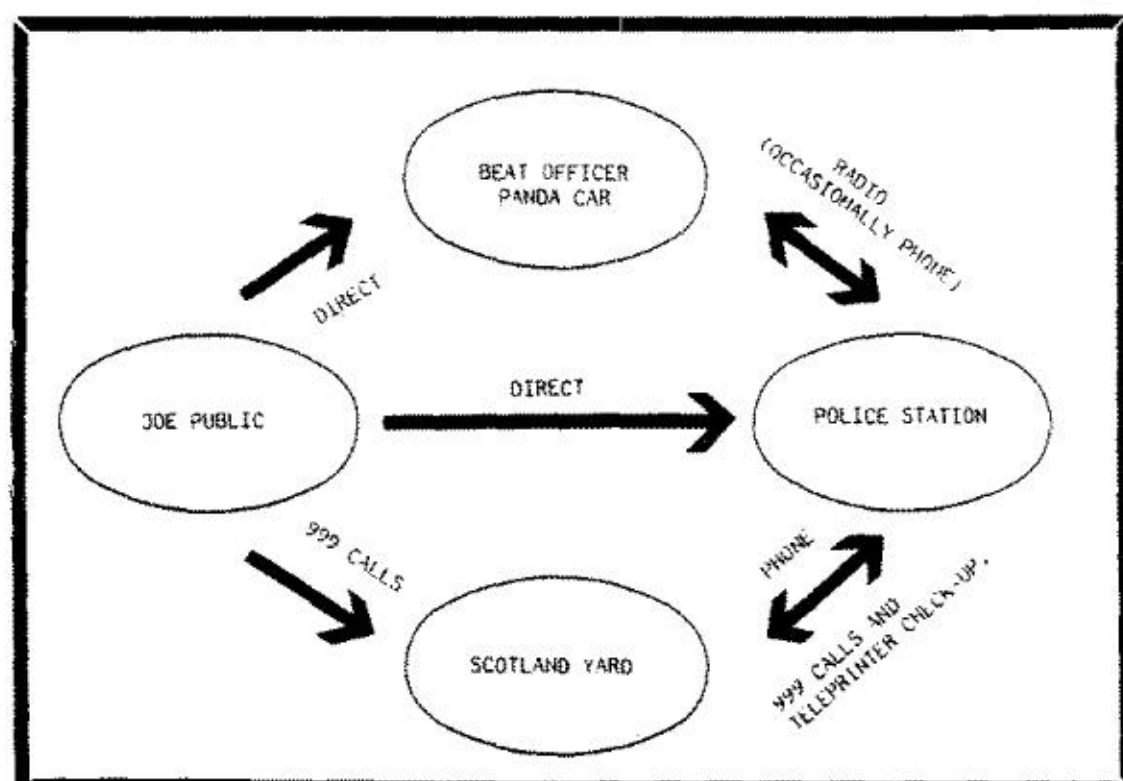 BEAT OFFICER
PANDA CAR
RADIO
(OCCASIONALLY PHONE)
DIRECT
JOE PUBLIC
DIRECT
POLICE STATION
999 CALLS
PHONE
SCOTLAND YARD
999 CALLS AND
TELEPRINTER CHECK-UP.